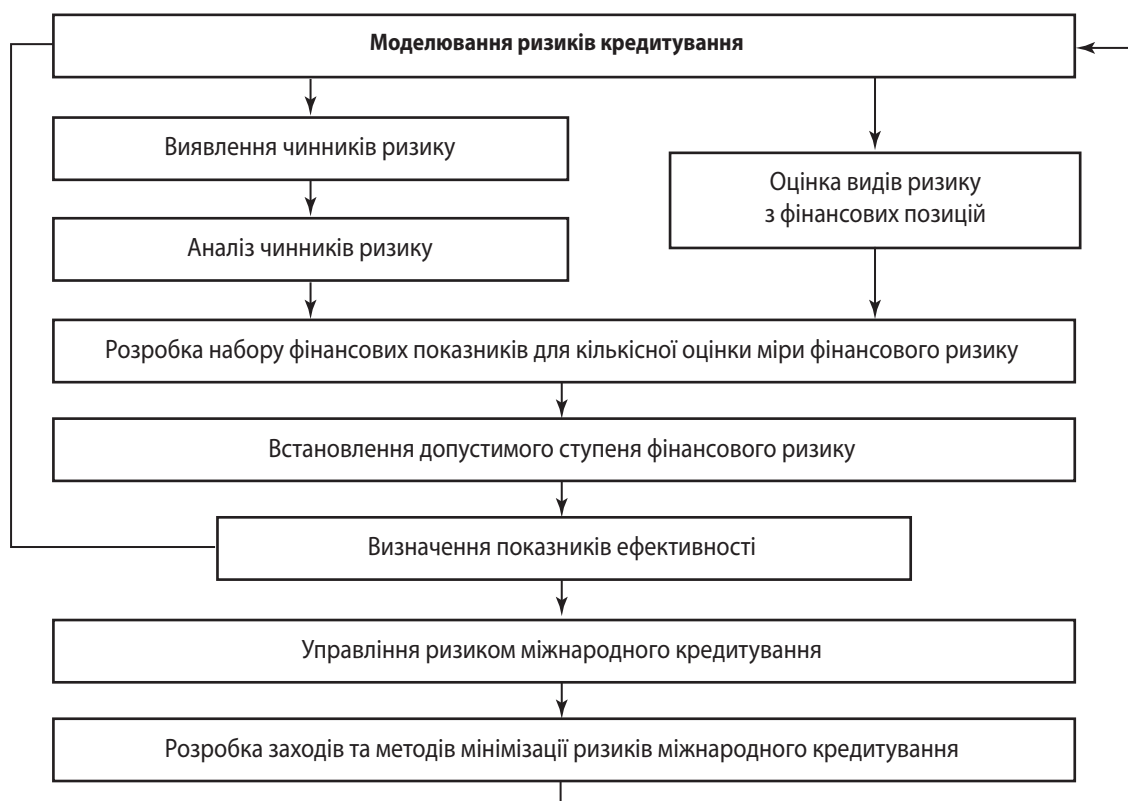 Моделювання ризиків кредитування
Виявлення чинників ризику
Оцінка видів ризику
з фінансових позицій
Аналіз чинників ризику
Розробка набору фінансових показників для кількісної оцінки міри фінансового ризику
Встановлення допустимого ступеня фінансового ризику
Визначення показників ефективності
Управління ризиком міжнародного кредитування
Розробка заходів та методів мінімізації ризиків міжнародного кредитування